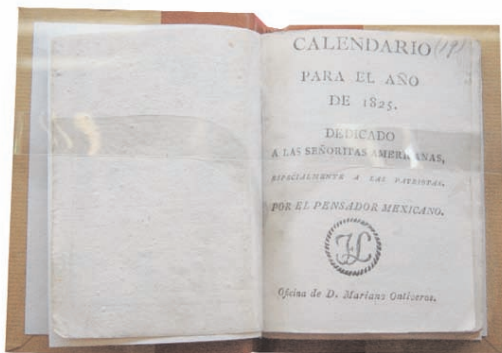 CALENDARIO
PARA EL AÑO
DE 1825.
DEDICADO
A LAS SEÑORITAS AMERICANAS,
ESPECIALMENTE A LAS PATRIOTAS.
POR EL PENSADOR MEXICANO.
Oficina de D. Mariano Ontiveros.